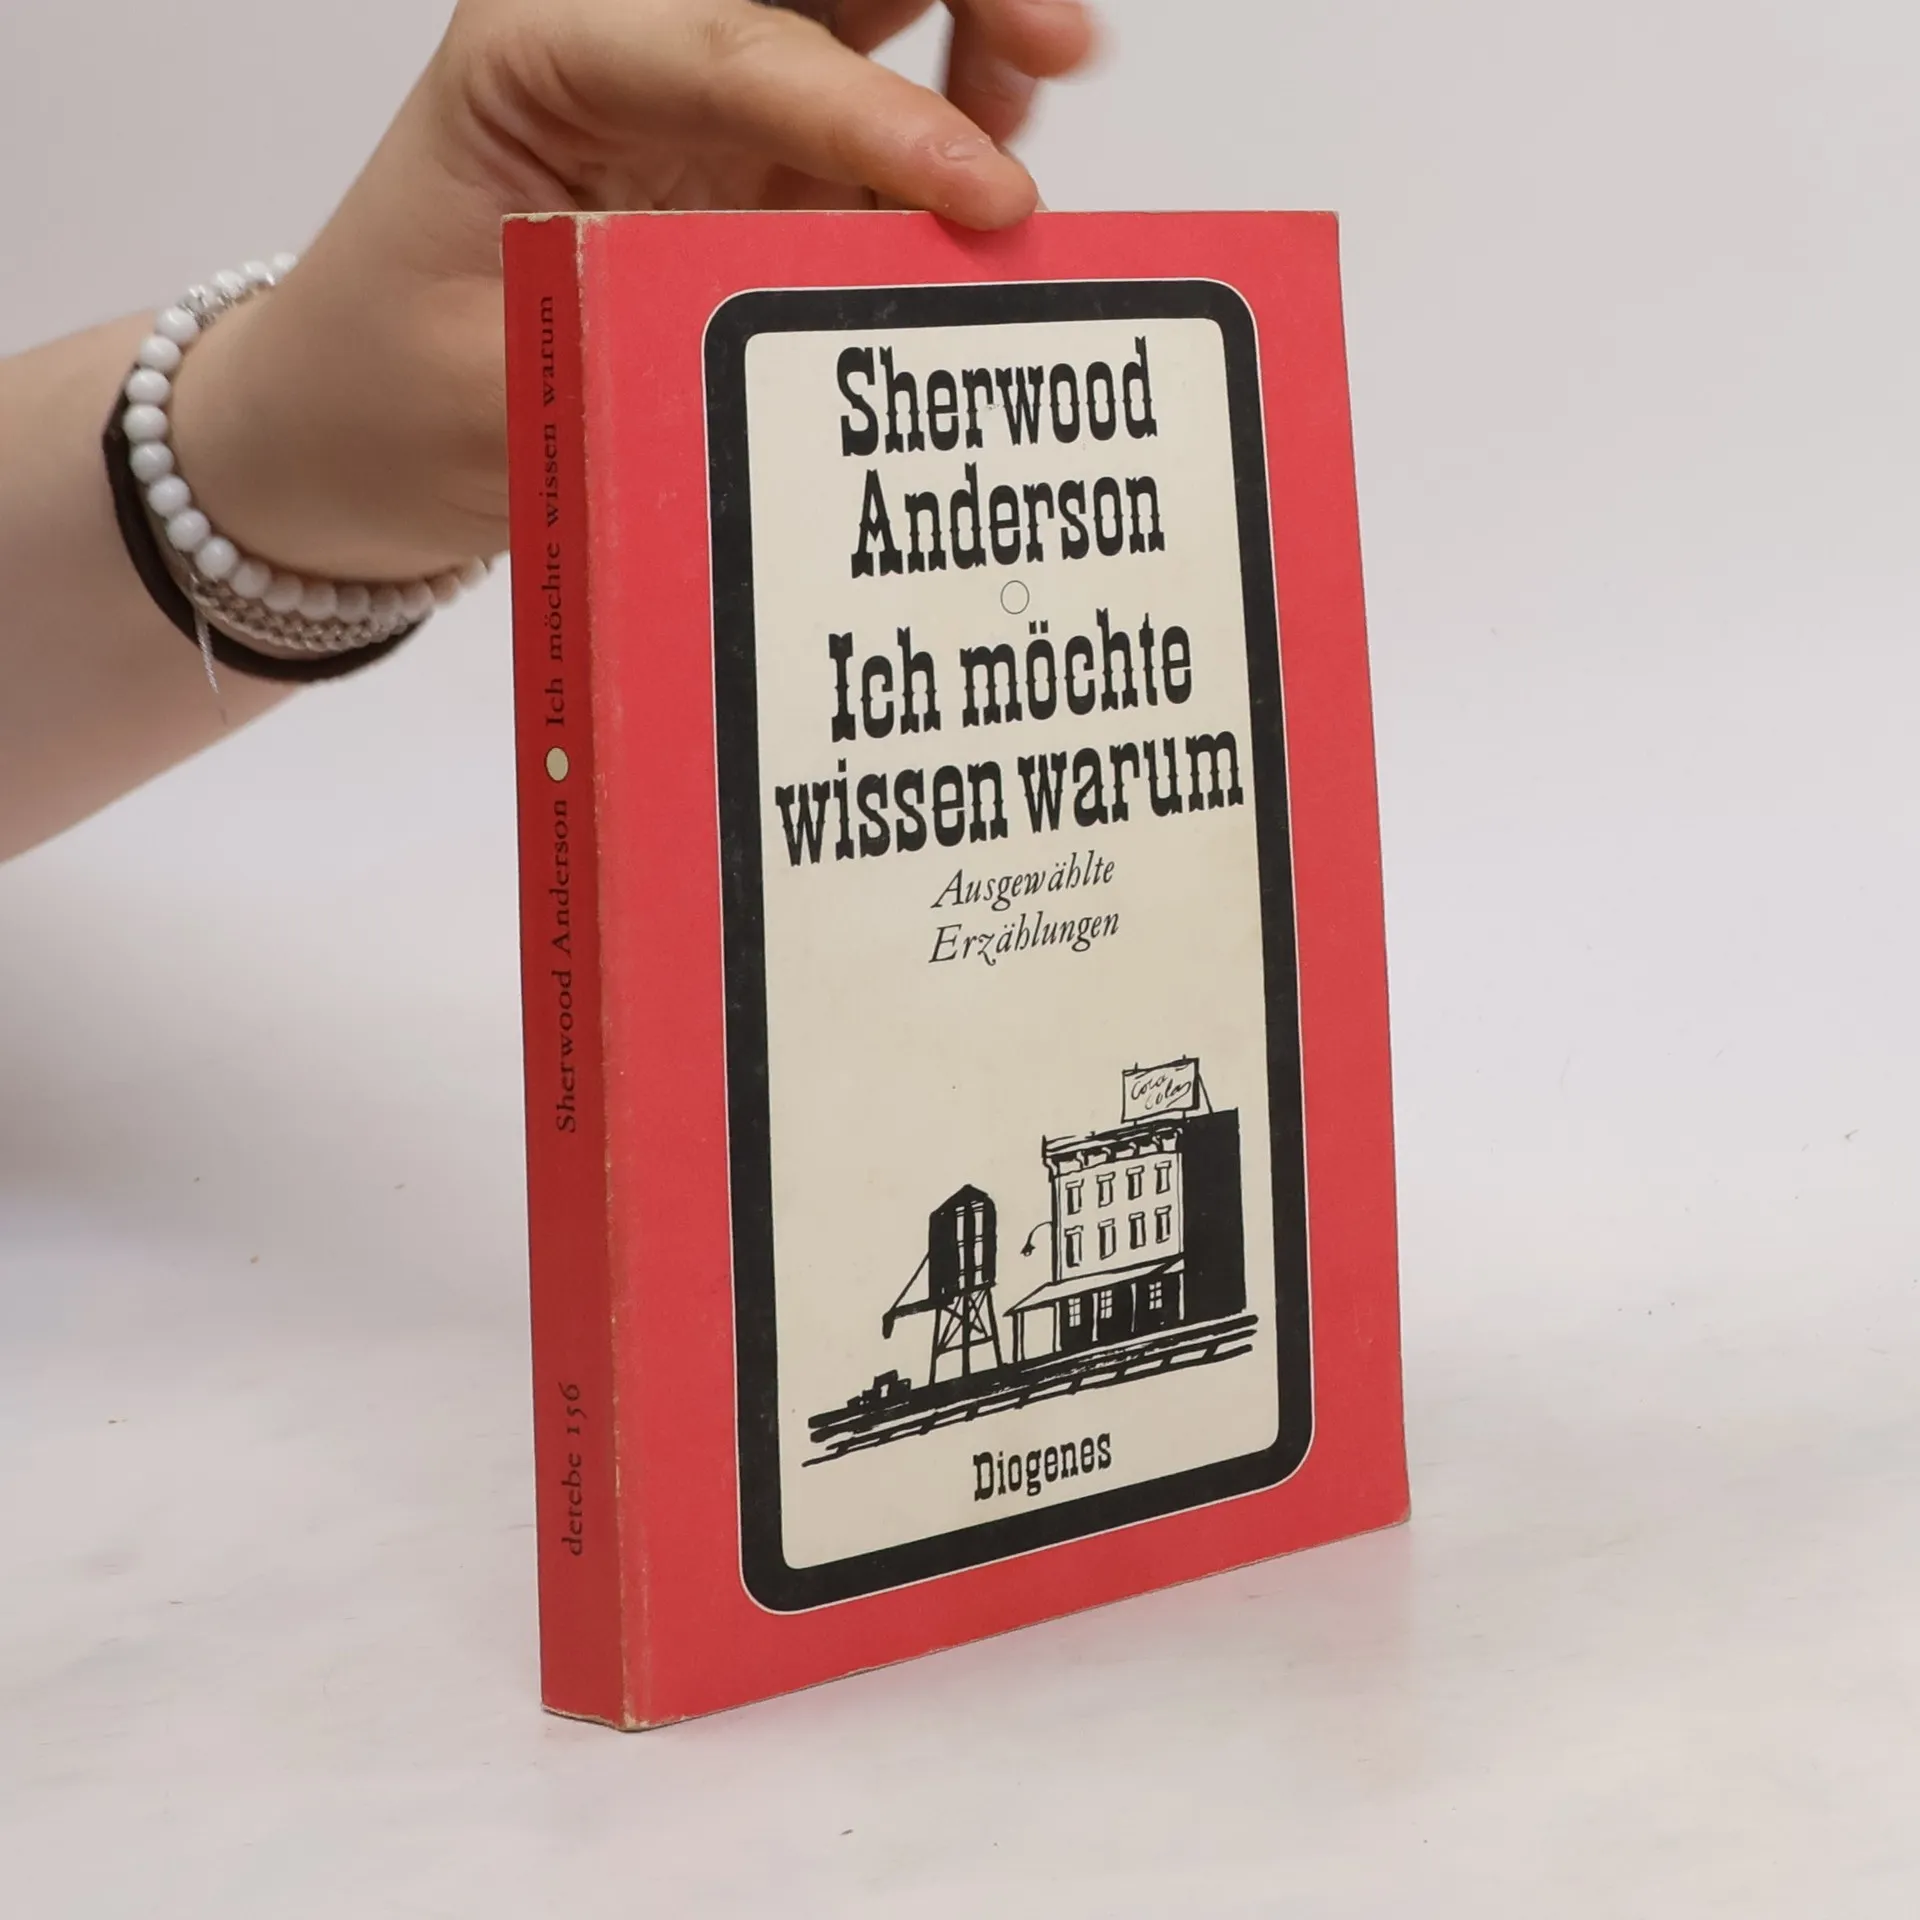 Sherwood
Anderson
Ich möchte
wissen warum
Ausgewählte
Erzählungen
Coca
Cola
Diogenes
Sherwood Anderson Ich möchte wissen warum
detebe 156